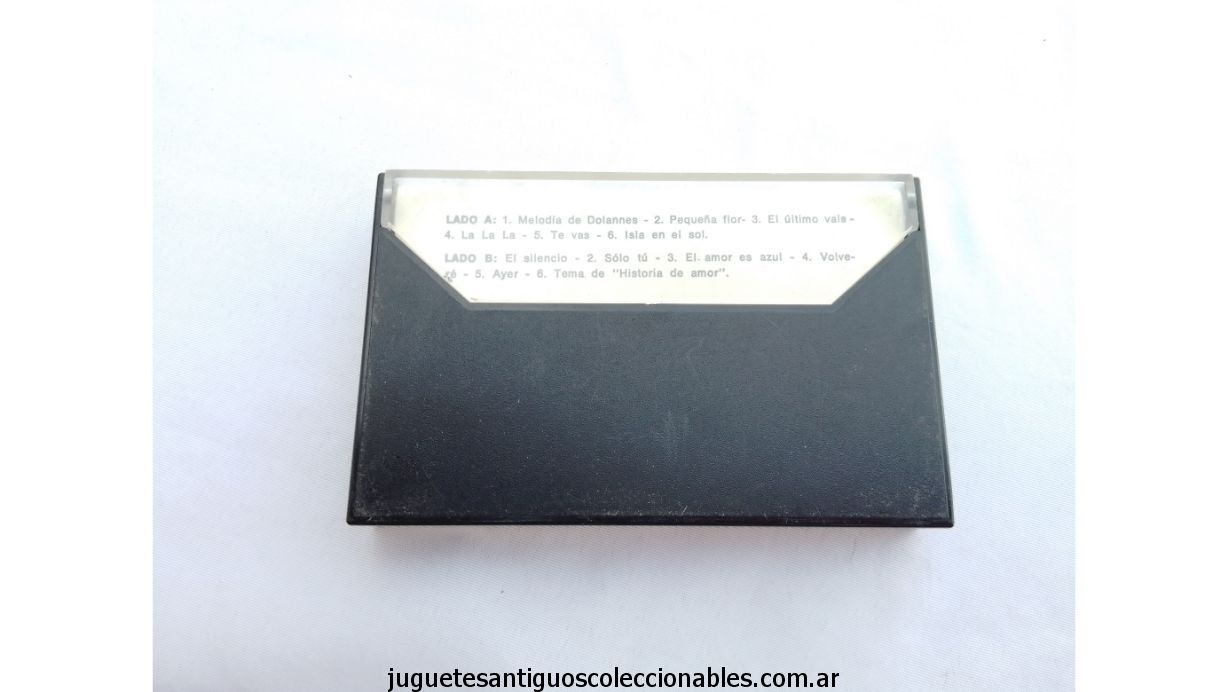 LADO A: 1. Melodía de Dolannes - 2. Pequeña flor- 3. El último vals -
4. La La La - 5. Te vas - 6. Isla en el sol.
LADO B: El silencio - 2. Sólo tú - 3. El amor es azul - 4. Volve-
ré - 5. Ayer - 6. Tema de "Historia de amor".
juguetesantiguoscoleccionables.com.ar